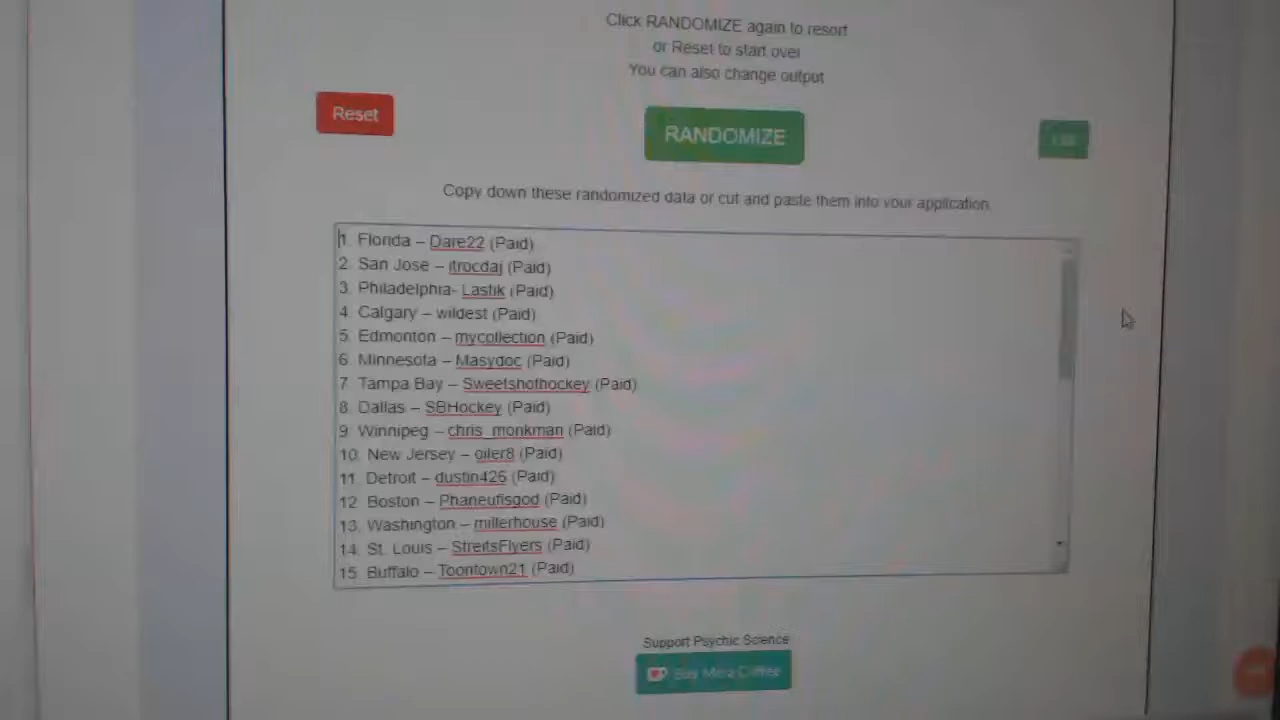 Click RANDOMIZE again to resort
or Reset to start over
You can also change output
Reset
RANDOMIZE
Copy down these randomized data or cut and paste them into your application.
1. Florida – Dare22 (Paid)
2. San Jose – itrocdaj (Paid)
3. Philadelphia- Lastik (Paid)
4. Calgary – wildest (Paid)
5. Edmonton – mycollection (Paid)
6. Minnesota – Masydoc (Paid)
7. Tampa Bay – Sweetshothockey (Paid)
8. Dallas – SBHockey (Paid)
9. Winnipeg – chris_monkman (Paid)
10. New Jersey – oiler8 (Paid)
11. Detroit – dustin426 (Paid)
12. Boston – Phaneufisgod (Paid)
13. Washington – millerhouse (Paid)
14. St. Louis – StreitsFlyers (Paid)
15. Buffalo – Toontown21 (Paid)
Support Psychic Science
Buy Me a Coffee